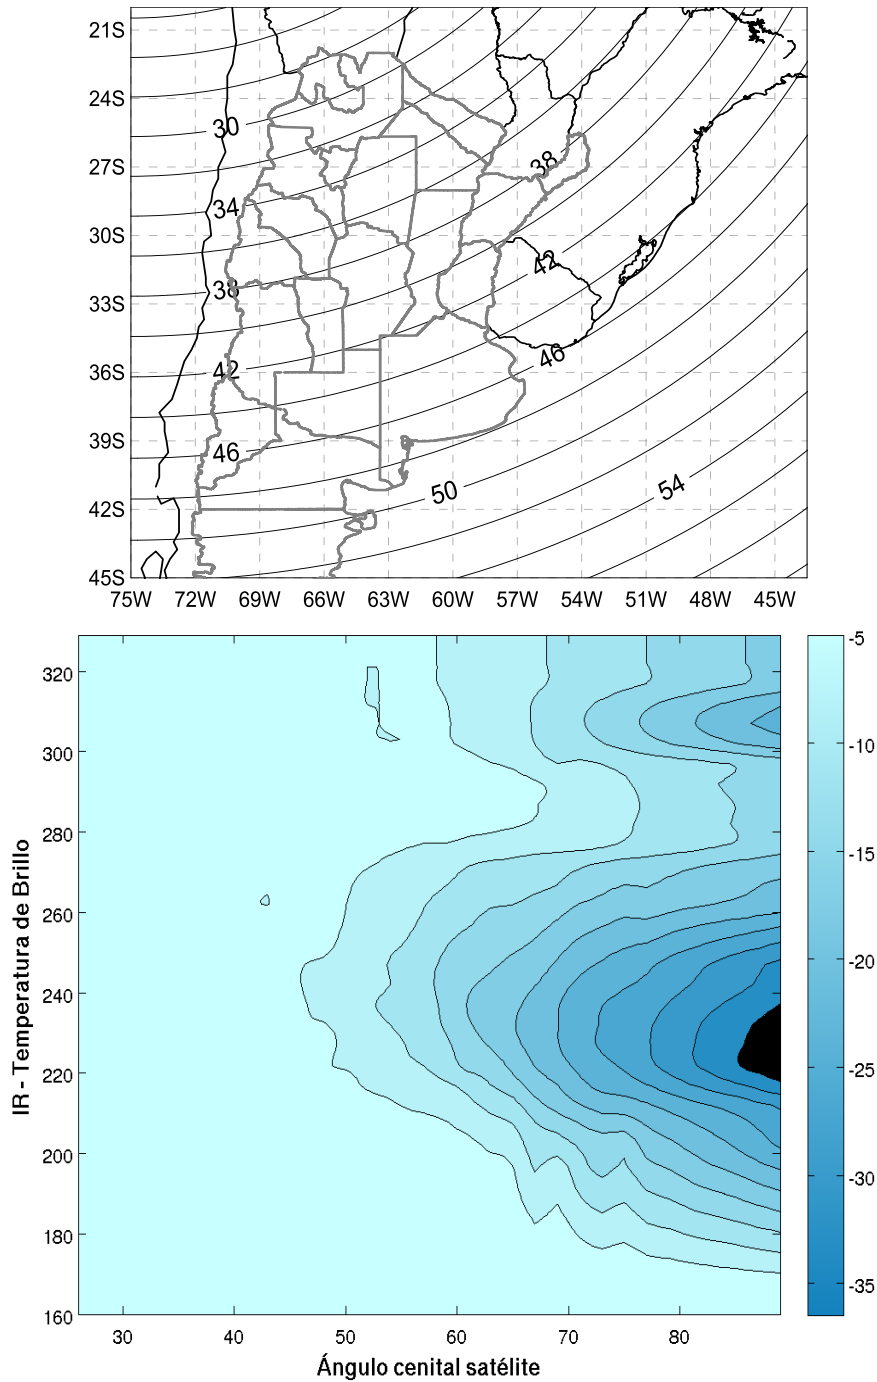 21S
24S
30
38
27S
34
30S
42
38
33S
46
42
36S
39S
46
50
54
42S
45S
75W 72W 69W 66W 63W 60W 57W 54W 51W 48W 45W
320
300
280
260
240
220
200
180
160
IR - Temperatura de Brillo
30 40 50 60 70 80
Ángulo cenital satélite
-5
-10
-15
-20
-25
-30
-35